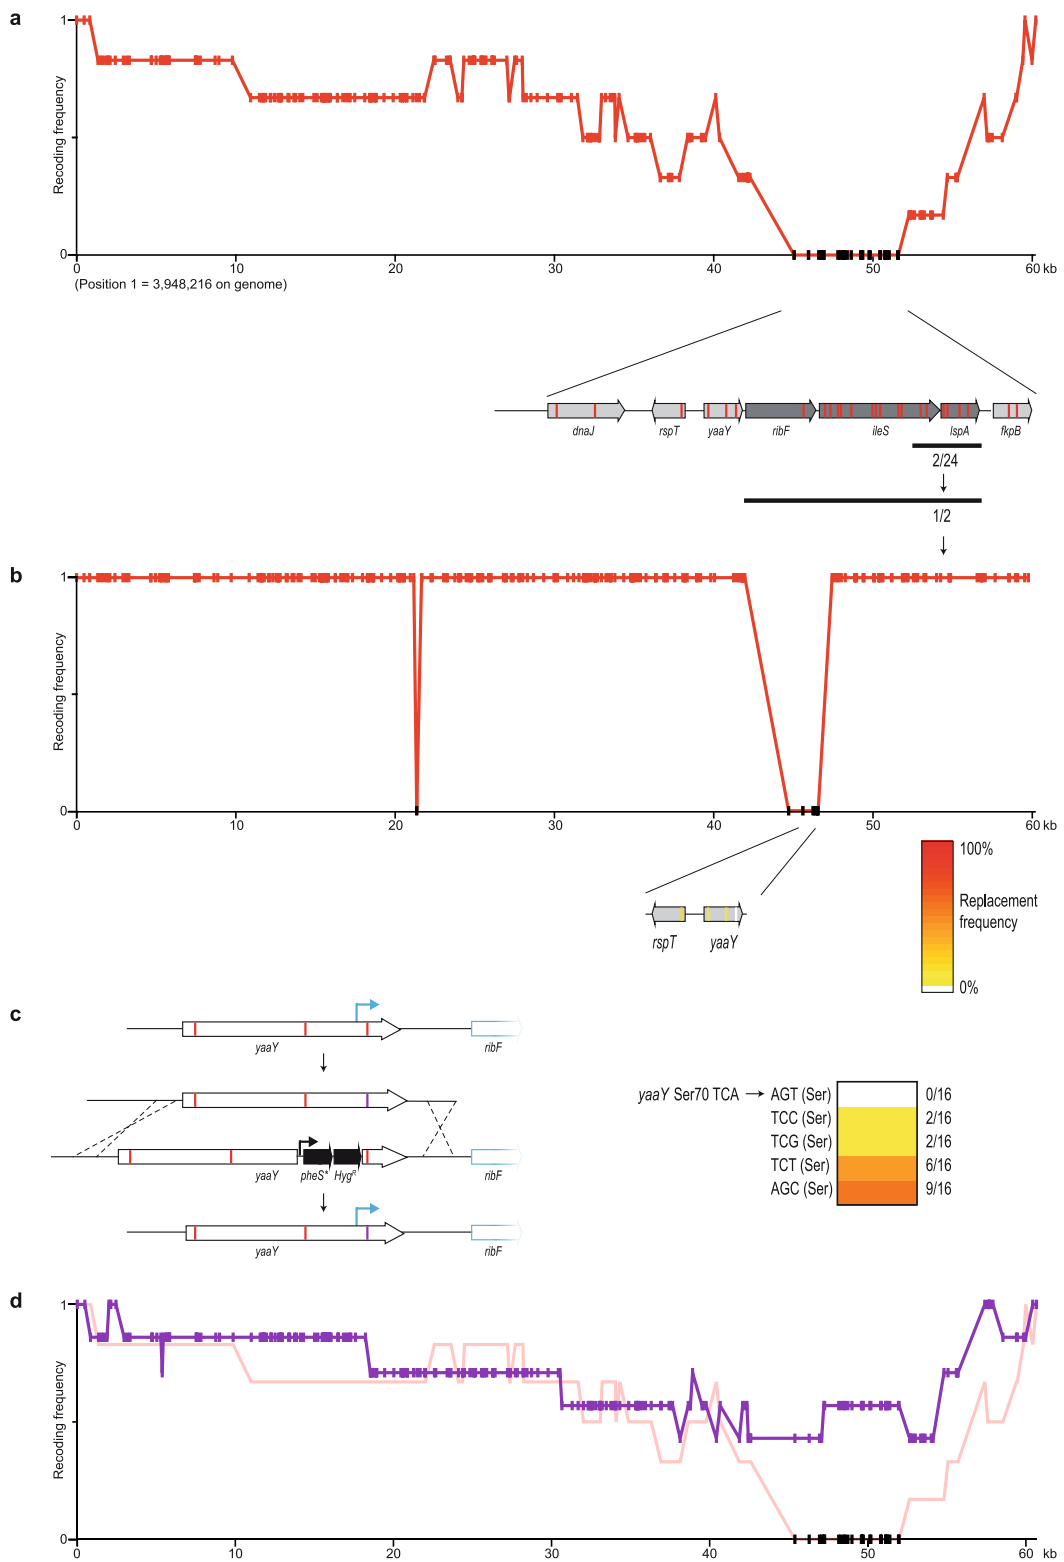 a
1
Recoding frequency
0
0 10 20 30 40 50 60 kb
(Position 1 = 3,948,216 on genome)
dnaJ rspT yaaY ribF ileS lspA fkpB
2/24
1/2
b
1
Recoding frequency
0
0 10 20 30 40 50 60 kb
rspT yaaY
100%
Replacement
frequency
0%
c
yaaY ribF
yaaY
yaaY pheS* Hygᴿ ribF
yaaY ribF
yaaY Ser70 TCA → AGT (Ser) 0/16
TCC (Ser) 2/16
TCG (Ser) 2/16
TCT (Ser) 6/16
AGC (Ser) 9/16
d
1
Recoding frequency
0
0 10 20 30 40 50 60 kb